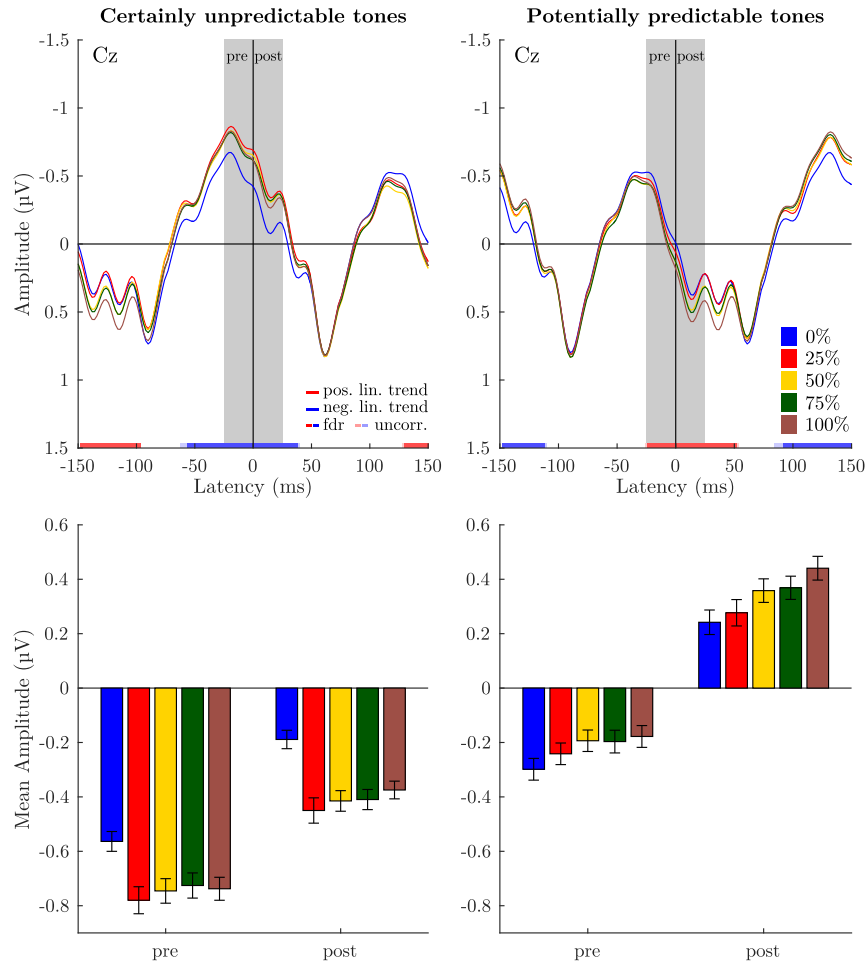 Certainly unpredictable tones
Potentially predictable tones
Cz
pre
post
Cz
pre
post
-1.5
-1
-0.5
0
0.5
1
1.5
-1.5
-1
-0.5
0
0.5
1
1.5
Amplitude (µV)
pos. lin. trend
neg. lin. trend
fdr
uncorr.
0%
25%
50%
75%
100%
-150
-100
-50
0
50
100
150
-150
-100
-50
0
50
100
150
Latency (ms)
Latency (ms)
Mean Amplitude (µV)
0.6
0.4
0.2
0
-0.2
-0.4
-0.6
-0.8
0.6
0.4
0.2
0
-0.2
-0.4
-0.6
-0.8
pre
post
pre
post